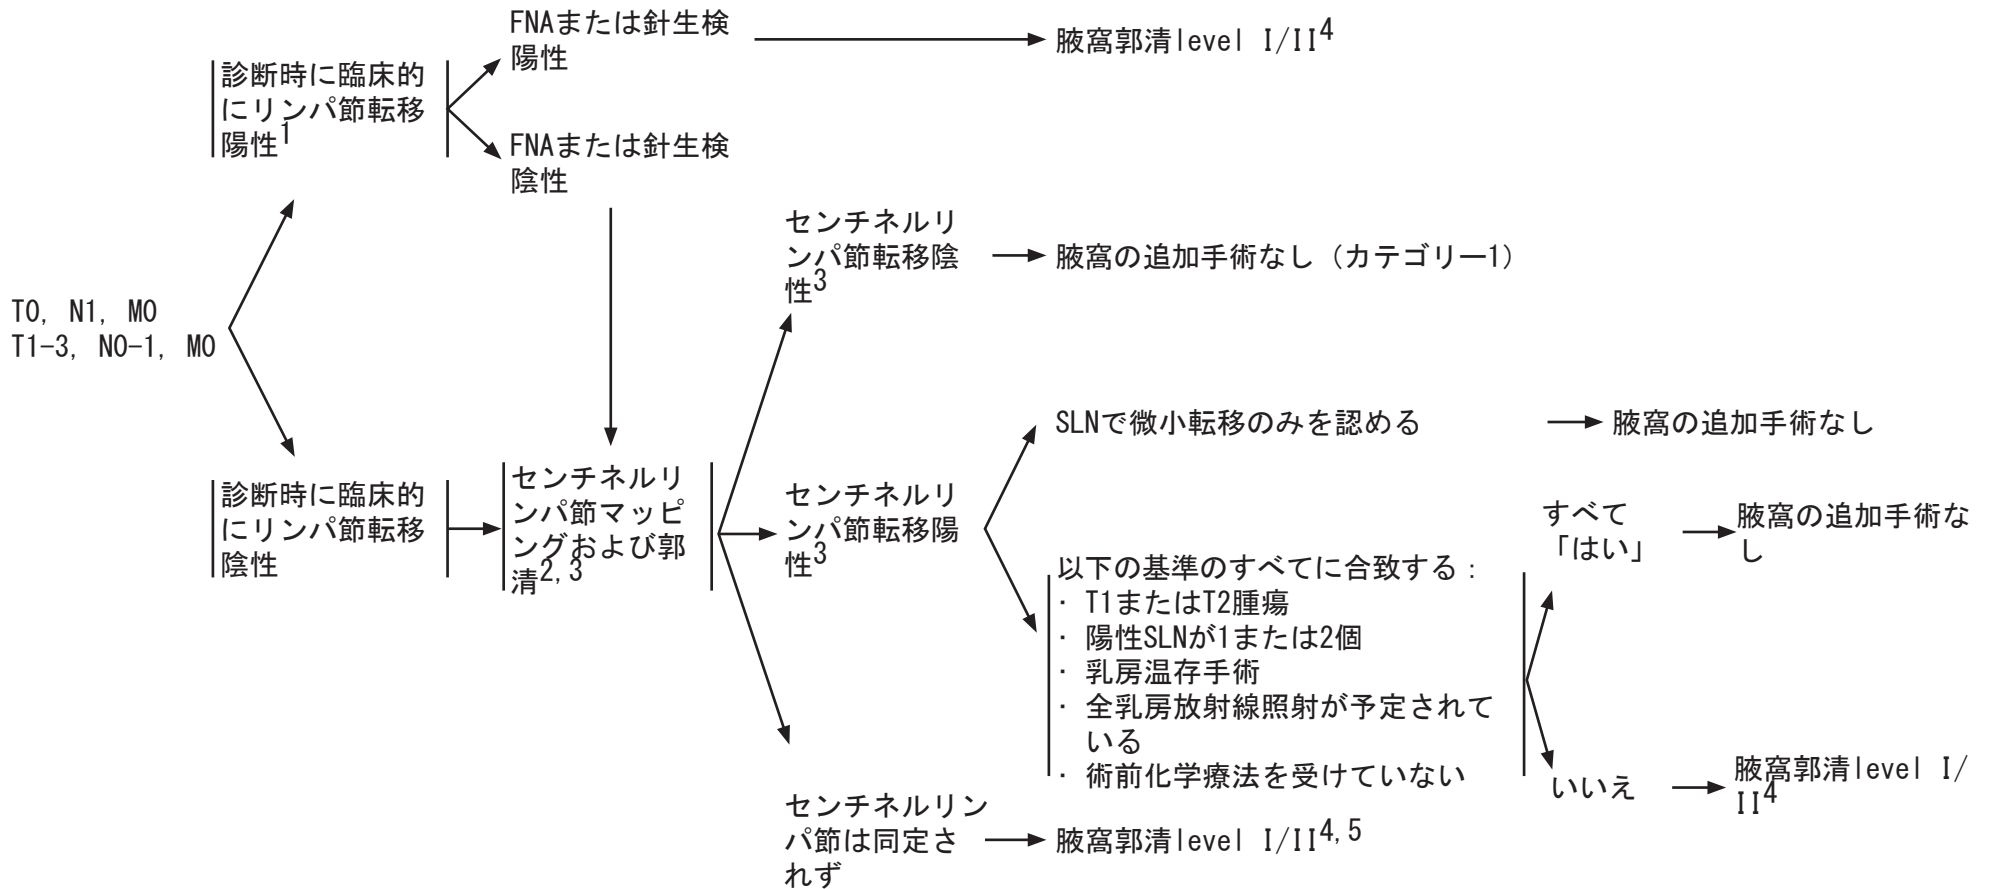 T0, N1, M0
T1-3, N0-1, M0
診断時に臨床的
にリンパ節転移
陽性1
FNAまたは針生検
陽性
腋窩郭清level I/II4
FNAまたは針生検
陰性
診断時に臨床的
にリンパ節転移
陰性
センチネルリ
ンパ節マッピ
ングおよび郭
清2,3
センチネルリ
ンパ節転移陰
性3
腋窩の追加手術なし（カテゴリー1）
センチネルリ
ンパ節転移陽
性3
SLNで微小転移のみを認める
腋窩の追加手術なし
以下の基準のすべてに合致する：
・T1またはT2腫瘍
・陽性SLNが1または2個
・乳房温存手術
・全乳房放射線照射が予定されて
いる
・術前化学療法を受けていない
すべて
「はい」
腋窩の追加手術な
し
いいえ
腋窩郭清level I/
II4
センチネルリン
パ節は同定さ
れず
腋窩郭清level I/II4,5